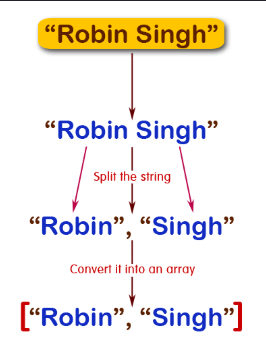 “Robin Singh”
“Robin Singh”
Split the string
“Robin”, “Singh”
Convert it into an array
[“Robin”, “Singh”]